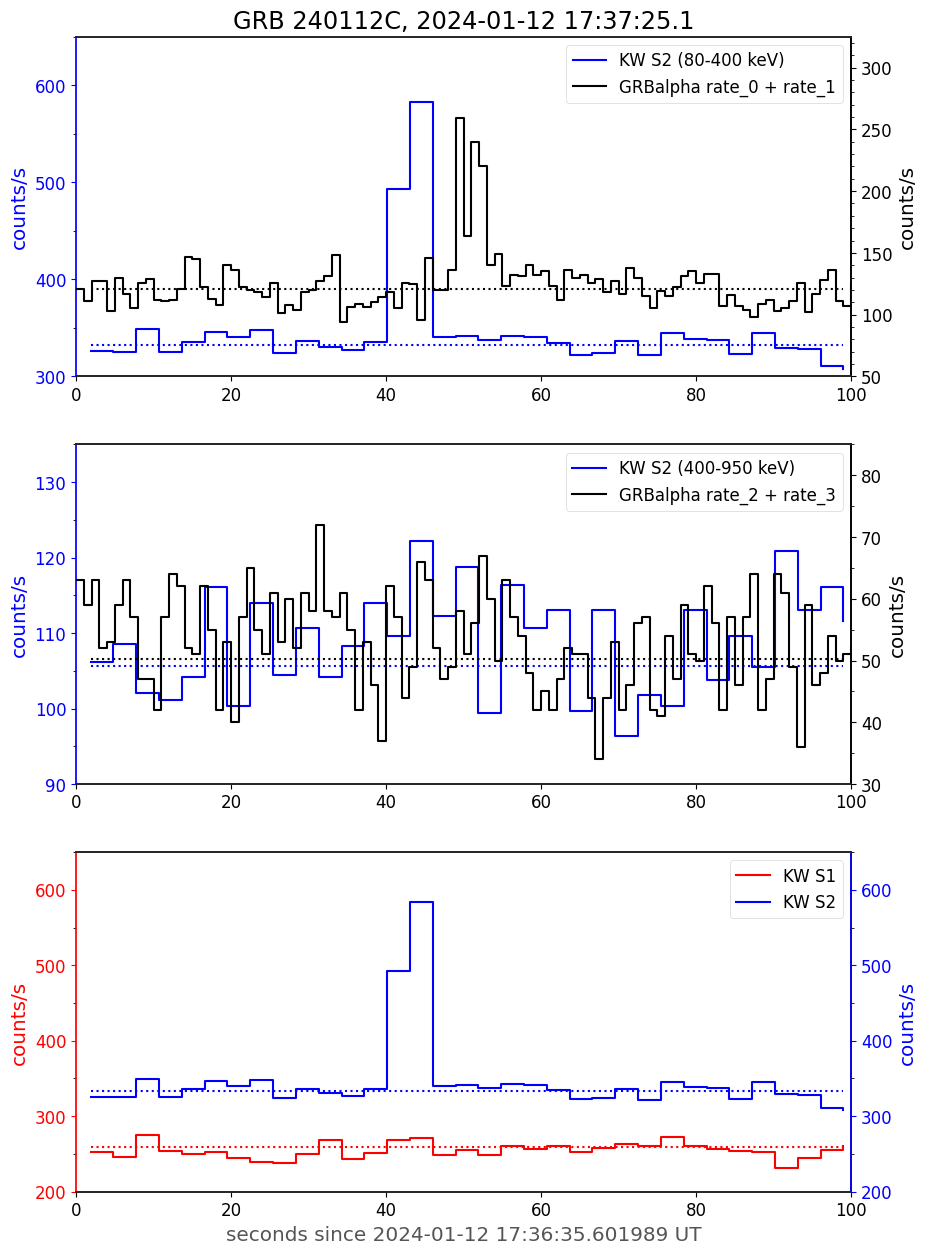 GRB 240112C, 2024-01-12 17:37:25.1
KW S2 (80-400 keV)
GRBalpha rate_0 + rate_1
600
500
400
300
counts/s
300
250
200
150
100
50
counts/s
0 20 40 60 80 100
KW S2 (400-950 keV)
GRBalpha rate_2 + rate_3
130
120
110
100
90
counts/s
80
70
60
50
40
30
counts/s
0 20 40 60 80 100
KW S1
KW S2
600
500
400
300
200
counts/s
600
500
400
300
200
counts/s
0 20 40 60 80 100
seconds since 2024-01-12 17:36:35.601989 UT